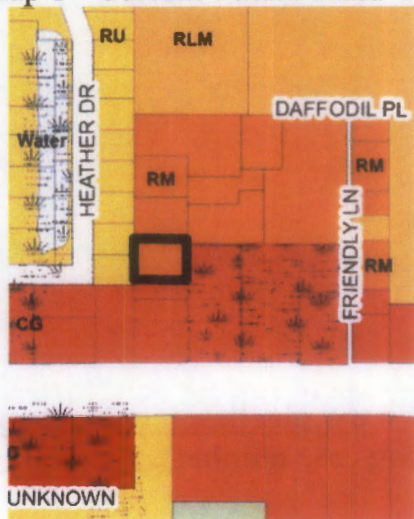 RU
RLM
DAFFODIL PL
Water
HEATHER DR
RM
RM
FRIENDLY LN
RM
CG
UNKNOWN